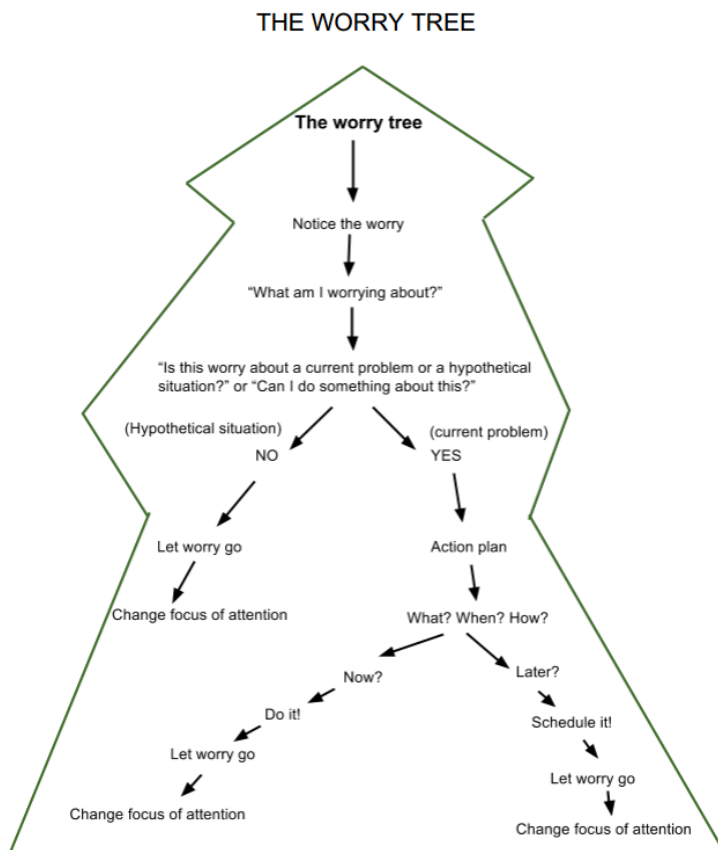 THE WORRY TREE
The worry tree
Notice the worry
“What am I worrying about?”
“Is this worry about a current problem or a hypothetical
situation?” or “Can I do something about this?”
(Hypothetical situation)
NO
(current problem)
YES
Let worry go
Change focus of attention
Action plan
What? When? How?
Now?
Do it!
Let worry go
Change focus of attention
Later?
Schedule it!
Let worry go
Change focus of attention